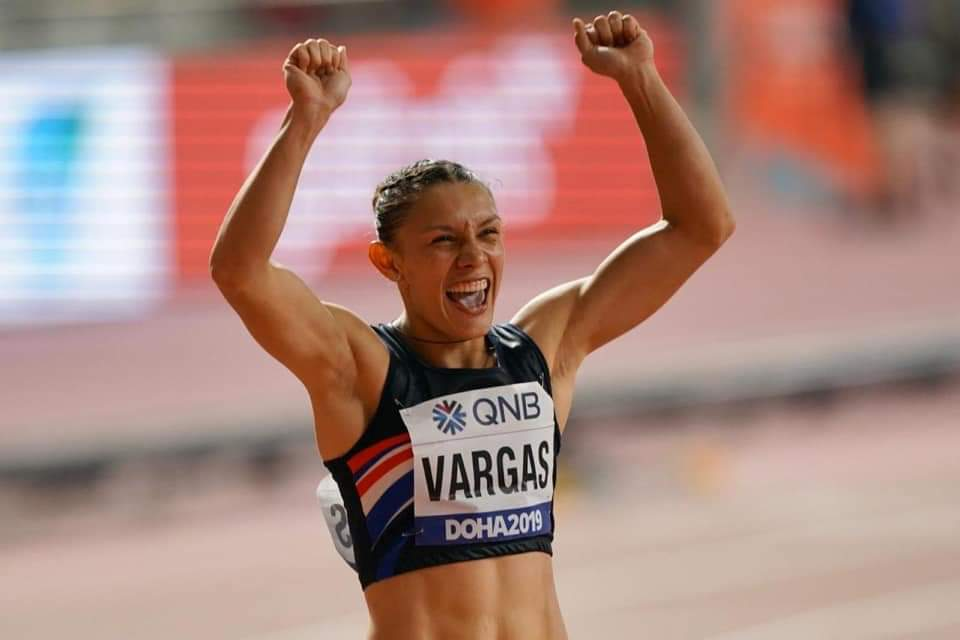 QNB
VARGAS
DOHA2019
S